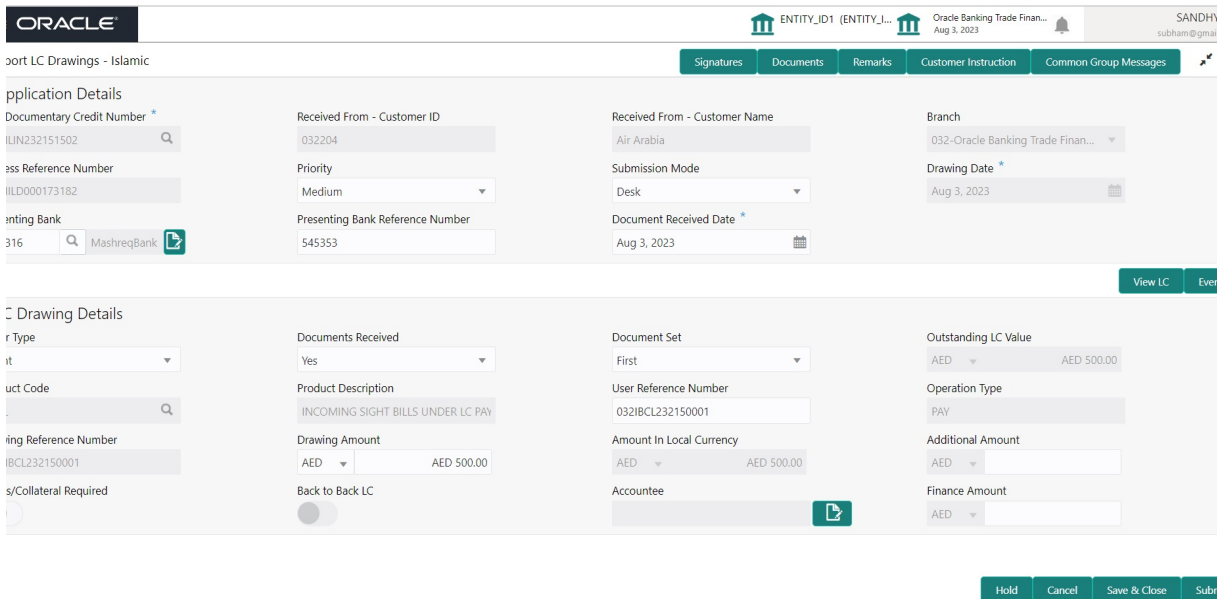 ORACLE
ENTITY_ID1 (ENTITY_I...
Oracle Banking Trade Finan...
Aug 3, 2023
SANDHY
subham@gmai
port LC Drawings - Islamic
Signatures
Documents
Remarks
Customer Instruction
Common Group Messages
pplication Details
Documentary Credit Number *
Received From - Customer ID
Received From - Customer Name
Branch
ILIN232151502
032204
Air Arabia
032-Oracle Banking Trade Finan...
ess Reference Number
Priority
Submission Mode
Drawing Date *
IILD000173182
Medium
Desk
Aug 3, 2023
enting Bank
Presenting Bank Reference Number
Document Received Date *
316
MashreqBank
545353
Aug 3, 2023
View LC
Even
C Drawing Details
r Type
Documents Received
Document Set
Outstanding LC Value
nt
Yes
First
AED
AED 500.00
uct Code
Product Description
User Reference Number
Operation Type
INCOMING SIGHT BILLS UNDER LC PAY
032IBCL232150001
PAY
ving Reference Number
Drawing Amount
Amount In Local Currency
Additional Amount
IBCL232150001
AED
AED 500.00
AED
AED 500.00
AED
s/Collateral Required
Back to Back LC
Accountee
Finance Amount
AED
Hold
Cancel
Save & Close
Subm